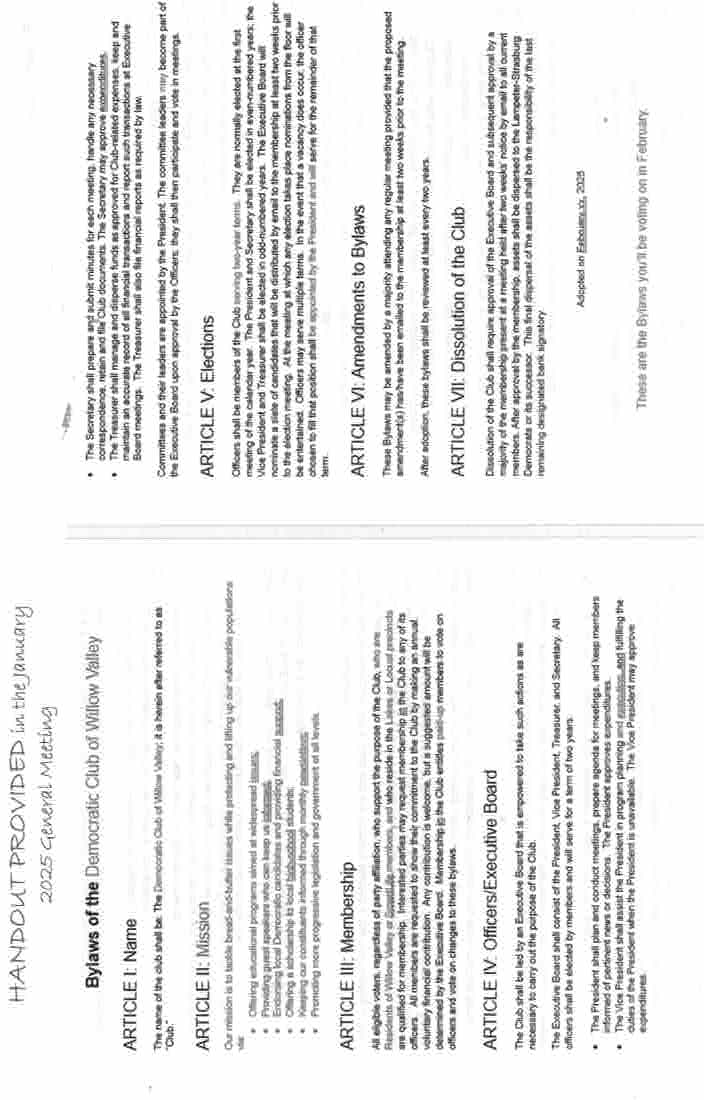 HANDOUT PROVIDED in the January
2025 General Meeting
Bylaws of the Democratic Club of Willow Valley
ARTICLE I: Name
The name of the club shall be: The Democratic Club of Willow Valley; it is herein after referred to as
"Club."
ARTICLE II: Mission
Our mission is to tackle bread-and-butter issues while protecting and lifting up our vulnerable populations
via:
• Offering educational programs aimed at widespread issues;
• Providing guest speakers who can keep us informed;
• Endorsing local Democratic candidates and providing financial support;
• Offering a scholarship to local highschool students;
• Keeping our constituents informed through monthly newsletters;
• Promoting more progressive legislation and government of all levels
ARTICLE III: Membership
All eligible voters, regardless of party affiliation, who support the purpose of the Club, who are
Residents of Willow Valley or members, and who reside in the Lakes or Locust precincts
are qualified for membership. Interested parties may request membership in the Club to any of its
officers. All members are requested to show their commitment to the Club by making an annual,
voluntary financial contribution. Any contribution is welcome, but a suggested amount will be
determined by the Executive Board. Membership in the Club entitles paid-up members to vote on
officers and vote on changes to these bylaws.
ARTICLE IV: Officers/Executive Board
The Club shall be led by an Executive Board that is empowered to take such actions as are
necessary to carry out the purpose of the Club.
The Executive Board shall consist of the President, Vice President, Treasurer, and Secretary. All
officers shall be elected by members and will serve for a term of two years.
• The President shall plan and conduct meetings, prepare agenda for meetings, and keep members
informed of pertinent news or decisions. The President approves expenditures.
• The Vice President shall assist the President in program planning and execution, and fulfilling the
duties of the President when the President is unavailable. The Vice President may approve
expenditures.
• The Secretary shall prepare and submit minutes for each meeting, handle any necessary
correspondence, retain and file Club documents. The Secretary may approve expenditures.
• The Treasurer shall manage and disperse funds as approved for Club-related expenses, keep and
maintain an accurate record of all financial transactions and report such transactions at Executive
Board meetings. The Treasurer shall also file financial reports as required by law.
Committees and their leaders are appointed by the President. The committee leaders may become part of
the Executive Board upon approval by the Officers; they shall then participate and vote in meetings.
ARTICLE V: Elections
Officers shall be members of the Club serving two-year terms. They are normally elected at the first
meeting of the calendar year. The President and Secretary shall be elected in even-numbered years; the
Vice President and Treasurer shall be elected in odd-numbered years. The Executive Board will
nominate a slate of candidates that will be distributed by email to the membership at least two weeks prior
to the election meeting. At the meeting at which any election takes place nominations from the floor will
be entertained. Officers may serve multiple terms. In the event that a vacancy does occur, the officer
chosen to fill that position shall be appointed by the President and will serve for the remainder of that
term.
ARTICLE VI: Amendments to Bylaws
These Bylaws may be amended by a majority attending any regular meeting provided that the proposed
amendment(s) has/have been emailed to the membership at least two weeks prior to the meeting.
After adoption, these bylaws shall be reviewed at least every two years.
ARTICLE VII: Dissolution of the Club
Dissolution of the Club shall require approval of the Executive Board and subsequent approval by a
majority of the membership present at a meeting held after two weeks' notice by email to all current
members. After approval by the membership, assets shall be dispersed to the Lampeter-Strasburg
Democrats or its successor. This final dispersal of the assets shall be the responsibility of the last
remaining designated bank signatory.
Adopted on February xx, 2025
These are the Bylaws you'll be voting on in February.